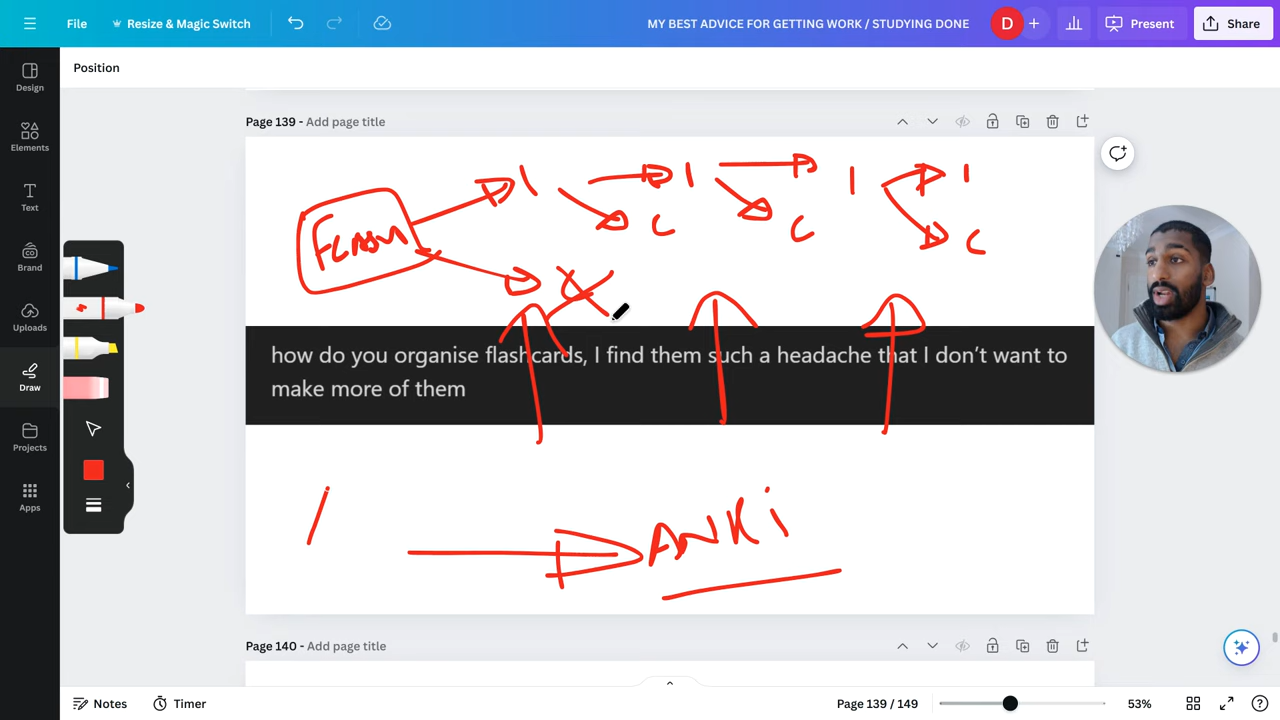 File
Resize & Magic Switch
MY BEST ADVICE FOR GETTING WORK / STUDYING DONE
D
Present
Share
Position
Design
Elements
Text
Brand
Uploads
Draw
Projects
Apps
Page 139 - Add page title
1 1 1 1
C C C
how do you organise flashcards, I find them such a headache that I don't want to
make more of them
ANKi
Page 140 - Add page title
Notes
Timer
Page 139 / 149
53%